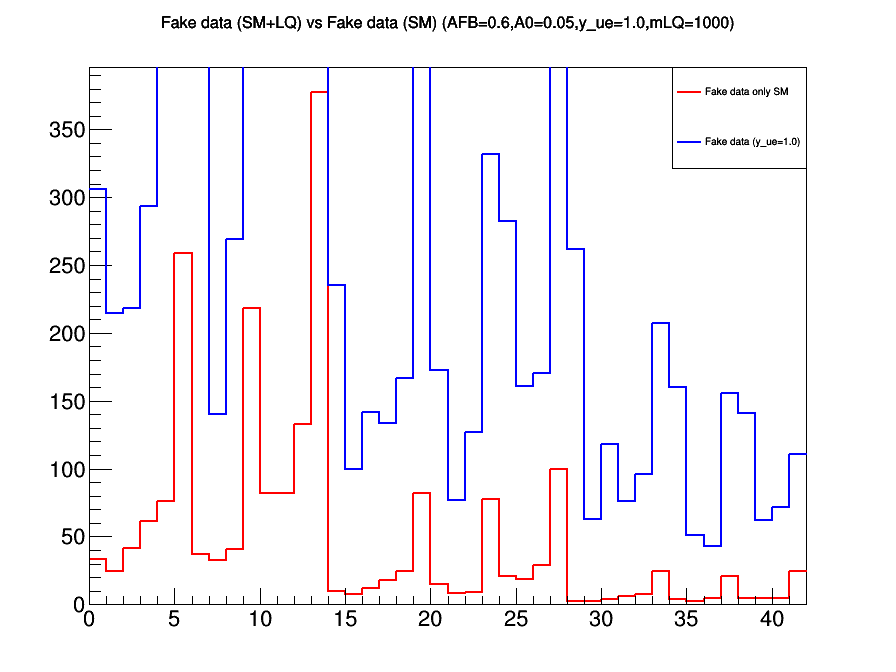 Fake data (SM+LQ) vs Fake data (SM) (AFB=0.6,A0=0.05,y_ue=1.0,mLQ=1000)
Fake data only SM
Fake data (y_ue=1.0)
350
300
250
200
150
100
50
0
0 5 10 15 20 25 30 35 40